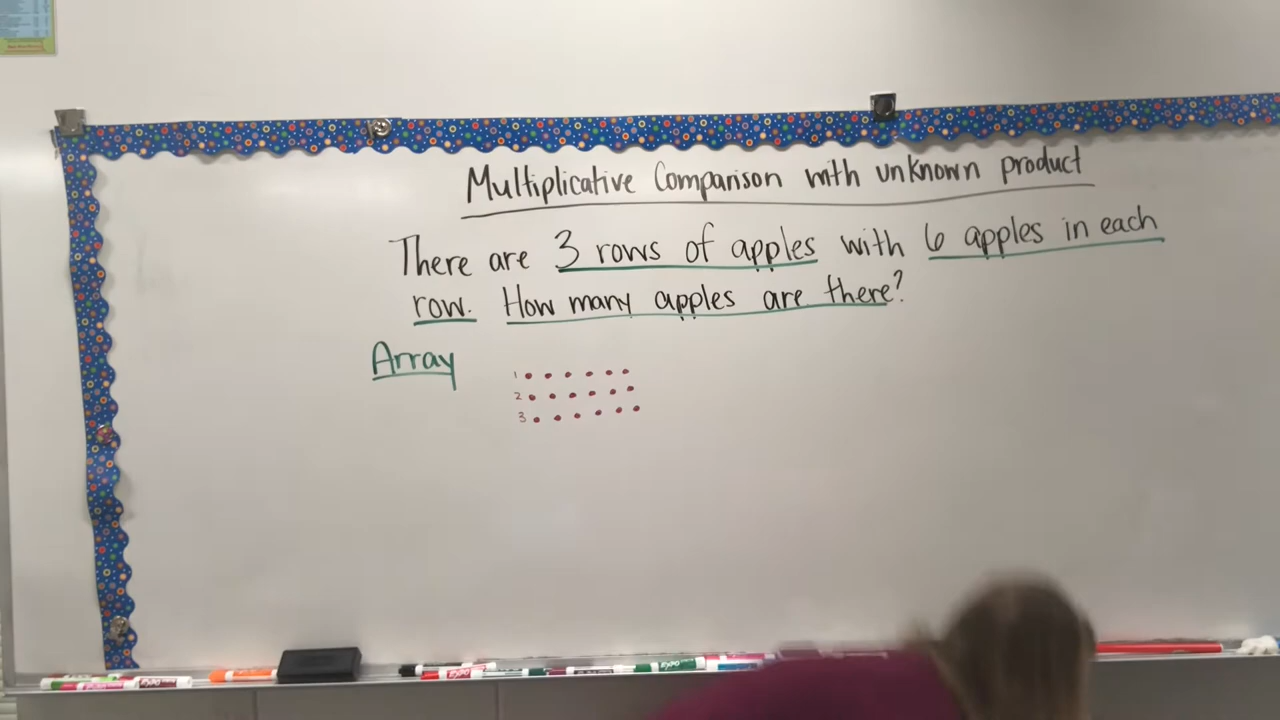 Multiplicative Comparison with unknown product
There are 3 rows of apples with 6 apples in each
row. How many apples are there?
Array
1
2
3